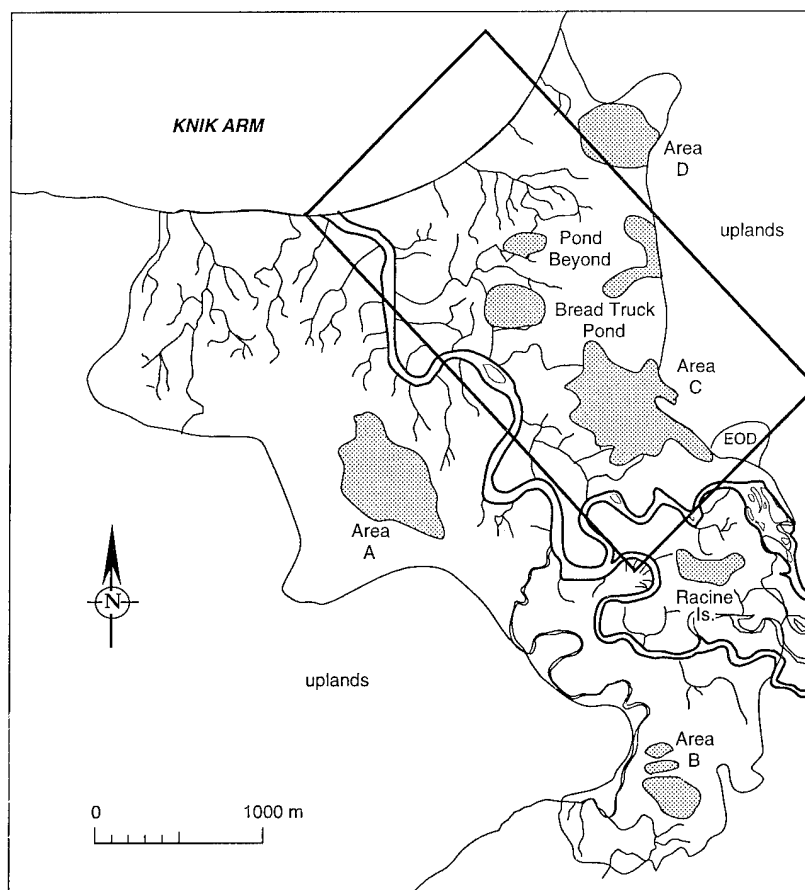 KNIK ARM
Area
D
uplands
Pond
Beyond
Bread Truck
Pond
Area
C
EOD
Area
A
N
Racine
Is.
uplands
Area
B
0 1000 m